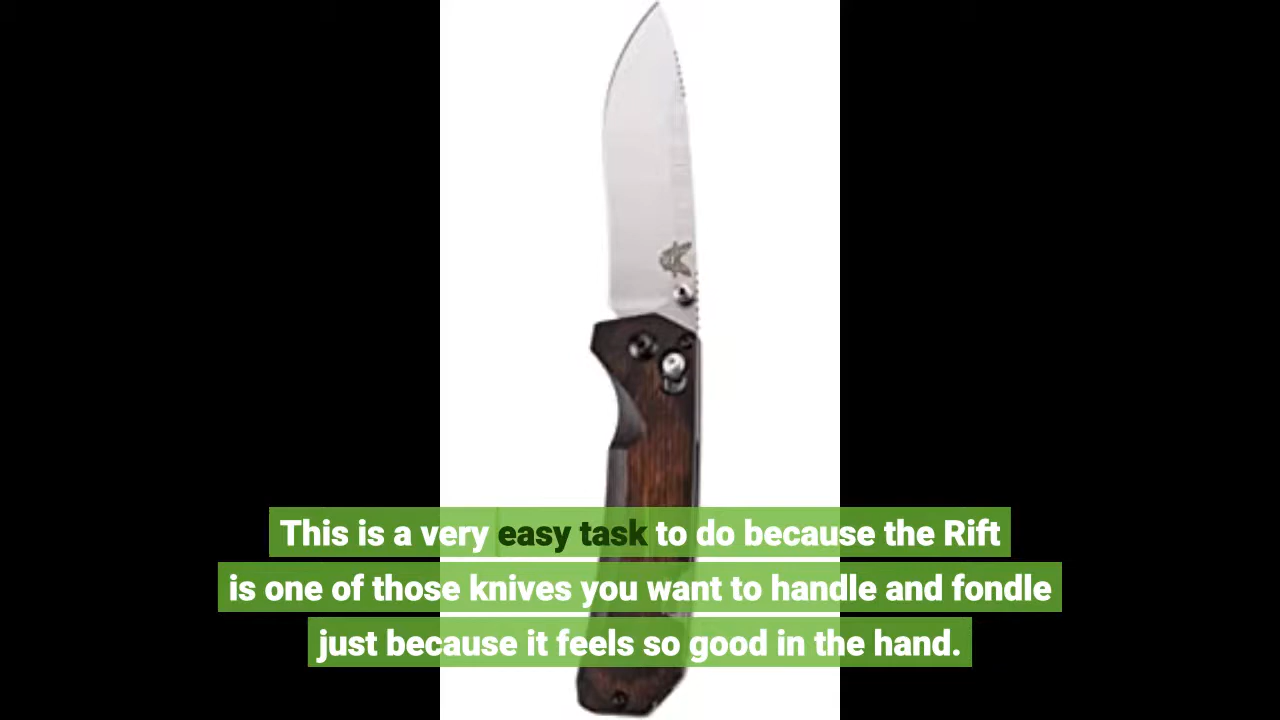 This is a very easy task to do because the Rift
is one of those knives you want to handle and fondle
just because it feels so good in the hand.